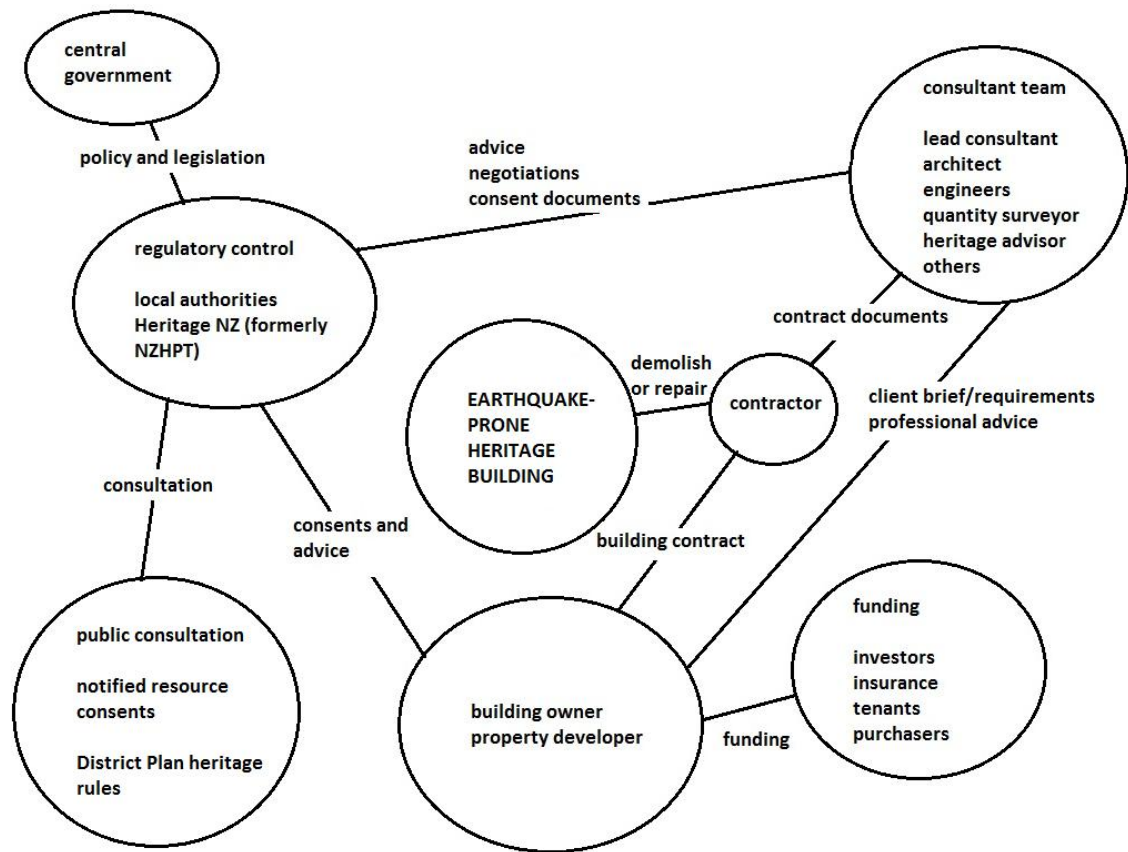 central
government
policy and legislation
consultant team
lead consultant
architect
engineers
quantity surveyor
heritage advisor
others
advice
negotiations
consent documents
regulatory control
local authorities
Heritage NZ (formerly
NZHPT)
contract documents
demolish
or repair
contractor
EARTHQUAKE-
PRONE
HERITAGE
BUILDING
client brief/requirements
professional advice
consultation
consents and
advice
building contract
public consultation
notified resource
consents
District Plan heritage
rules
building owner
property developer
funding
funding
investors
insurance
tenants
purchasers